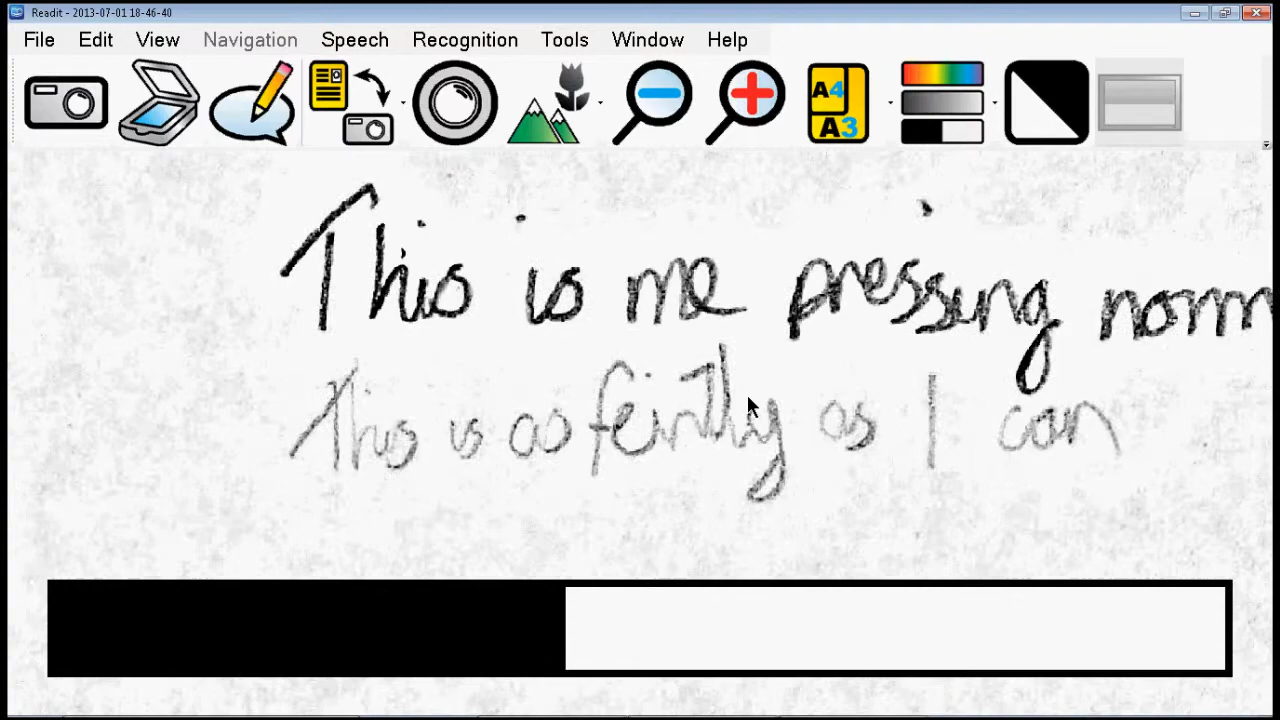 Readit - 2013-07-01 18-46-40
File Edit View Navigation Speech Recognition Tools Window Help
A4
A3
This is me pressing norm
This is as feintly as I can